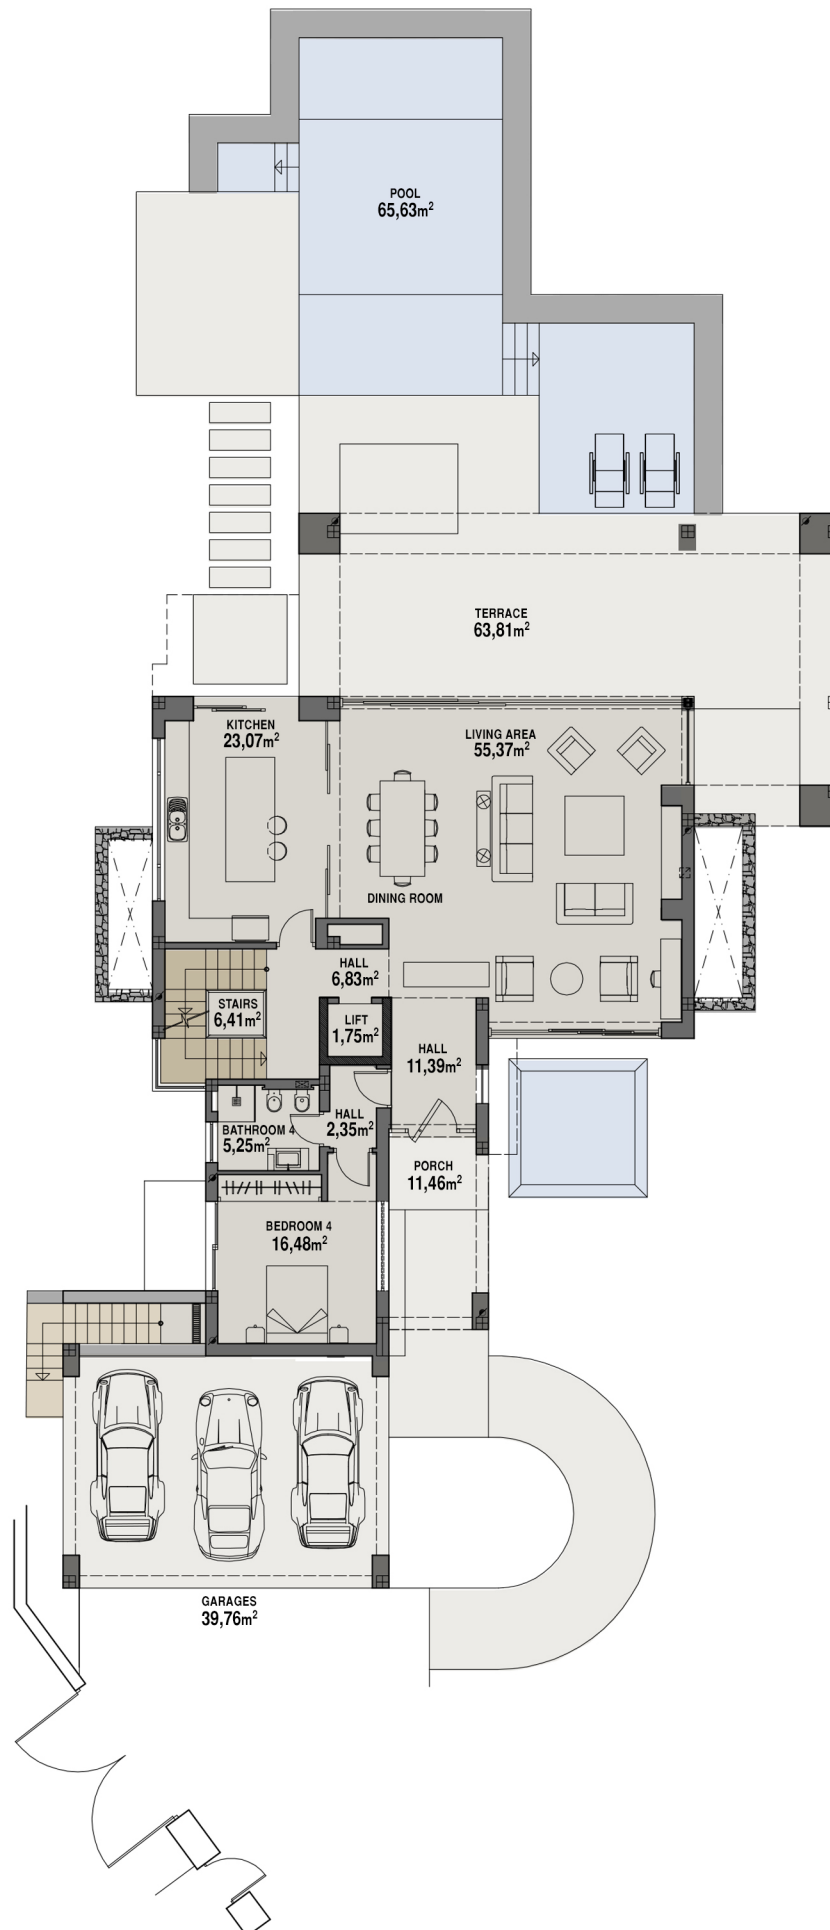 POOL
65,63m²
TERRACE
63,81m²
KITCHEN
23,07m²
LIVING AREA
55,37m²
DINING ROOM
HALL
6,83m²
STAIRS
6,41m²
LIFT
1,75m²
HALL
11,39m²
HALL
2,35m²
BATHROOM 4
5,25m²
PORCH
11,46m²
BEDROOM 4
16,48m²
GARAGES
39,76m²